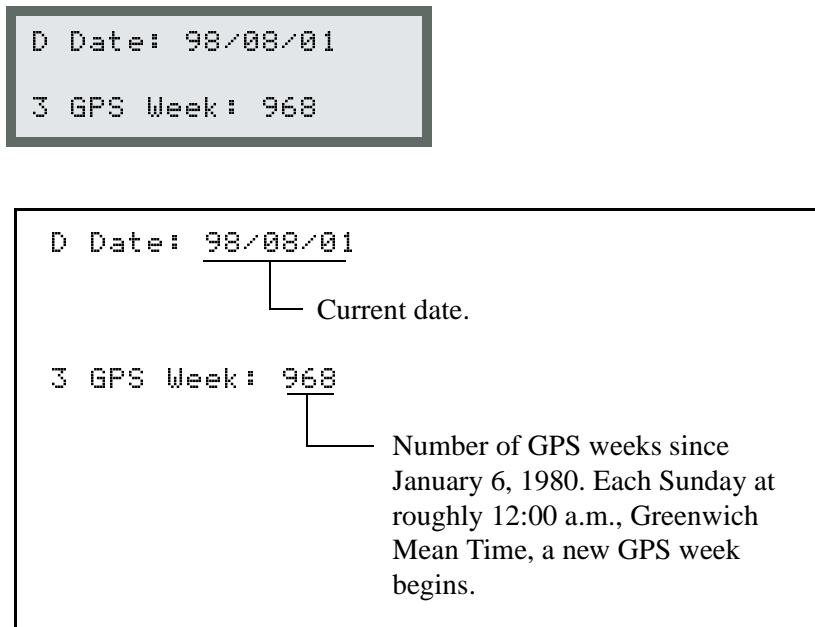 D Date: 98/08/01
3 GPS Week: 968
D Date: 98/08/01
Current date.
3 GPS Week: 968
Number of GPS weeks since
January 6, 1980. Each Sunday at
roughly 12:00 a.m., Greenwich
Mean Time, a new GPS week
begins.